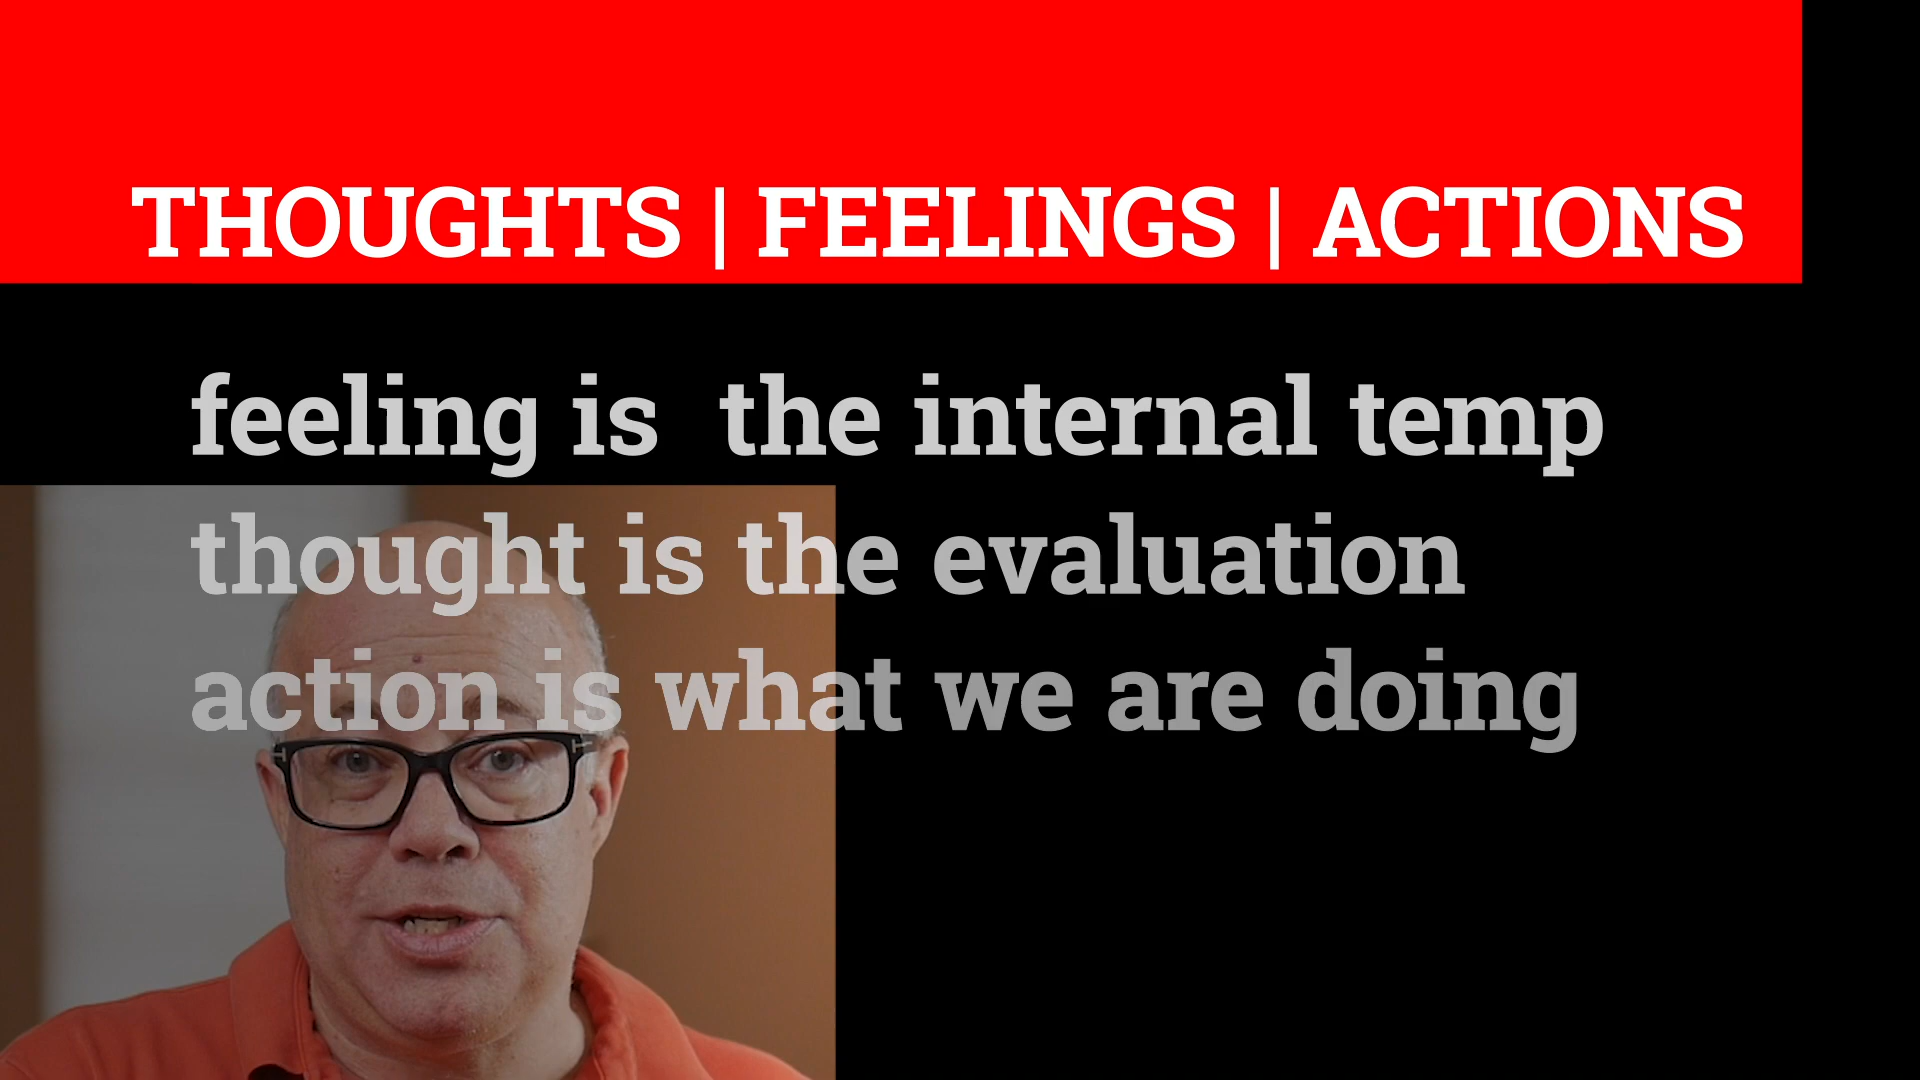 THOUGHTS | FEELINGS | ACTIONS
feeling is  the internal temp
thought is the evaluation
action is what we are doing